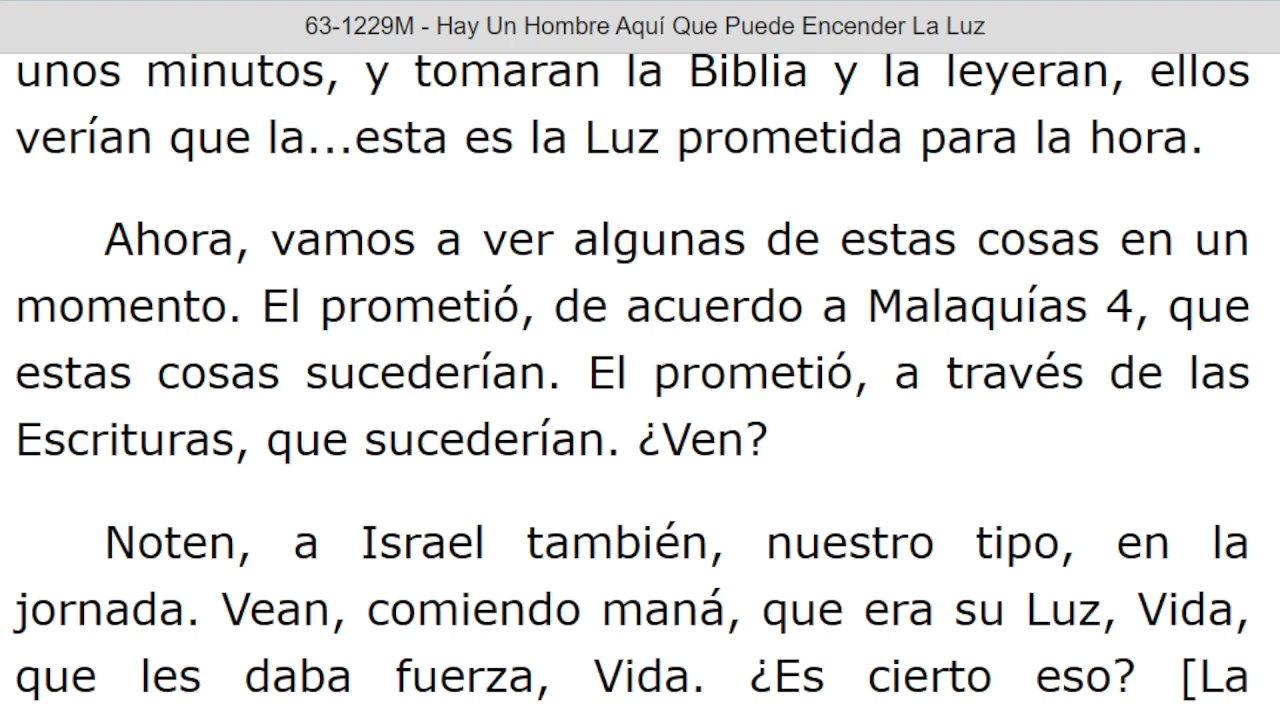 63-1229M - Hay Un Hombre Aquí Que Puede Encender La Luz
unos minutos, y tomaran la Biblia y la leyeran, ellos
verían que la...esta es la Luz prometida para la hora.
Ahora, vamos a ver algunas de estas cosas en un
momento. El prometió, de acuerdo a Malaquías 4, que
estas cosas sucederían. El prometió, a través de las
Escrituras, que sucederían. ¿Ven?
Noten, a Israel también, nuestro tipo, en la
jornada. Vean, comiendo maná, que era su Luz, Vida,
que les daba fuerza, Vida. ¿Es cierto eso? [La